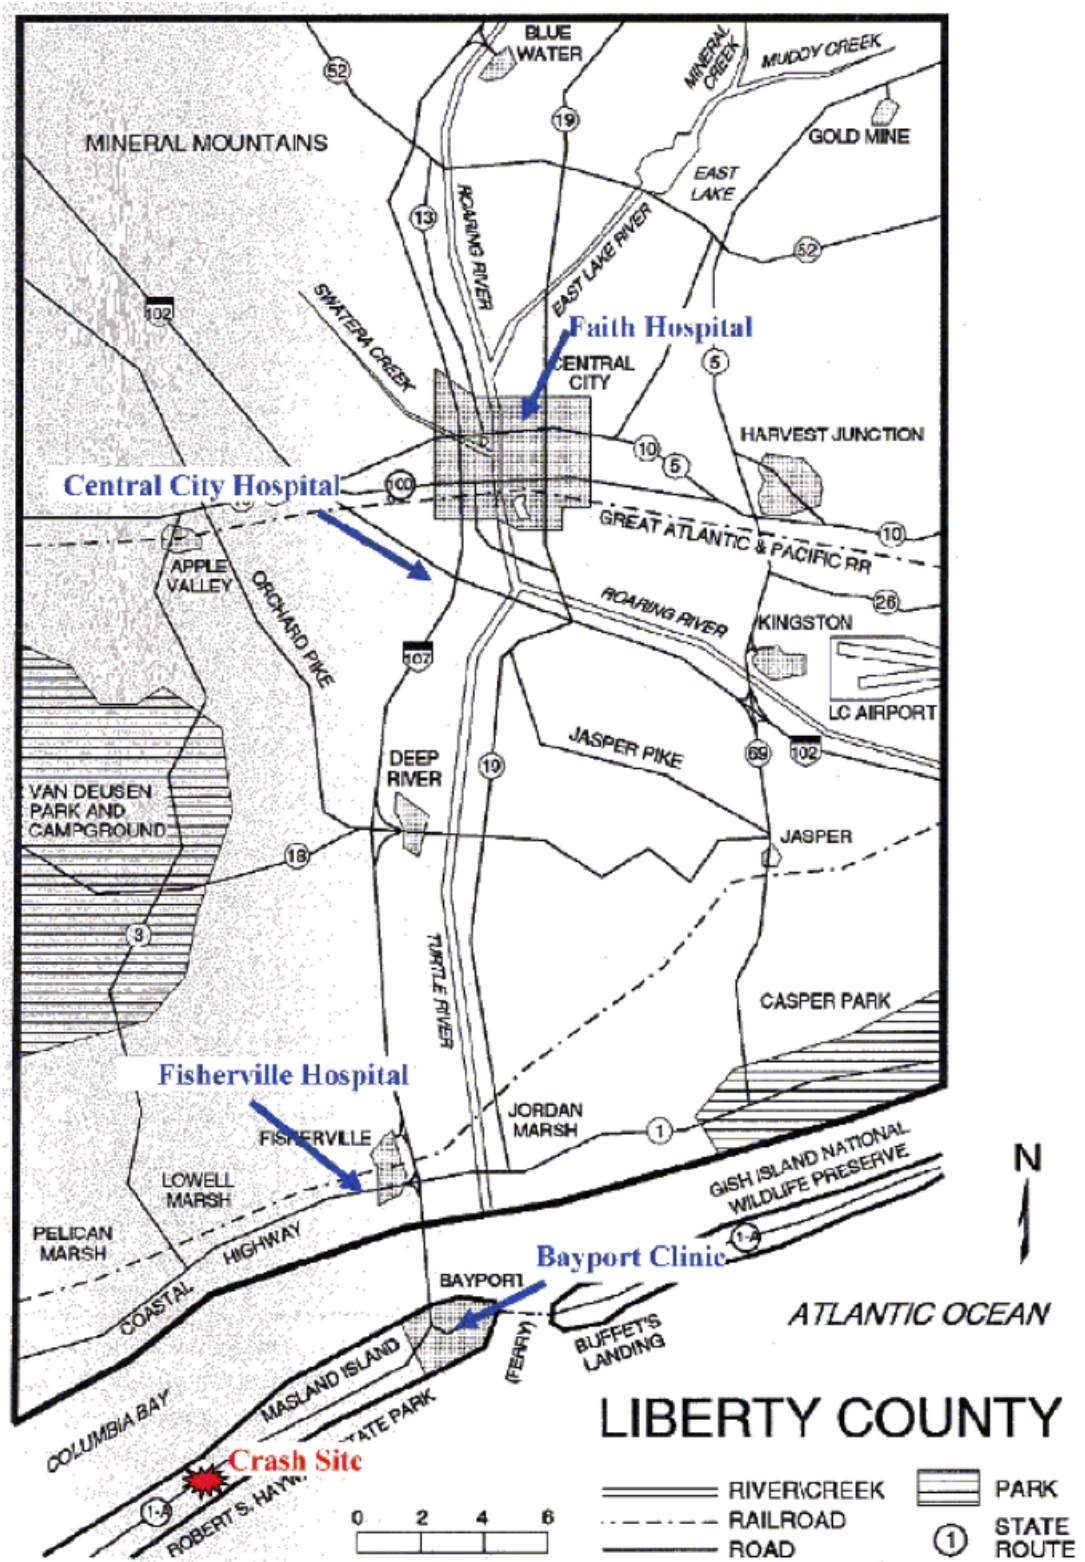 BLUE
WATER
52
MINERAL
CREEK
MUDDY CREEK
19
GOLD MINE
MINERAL MOUNTAINS
EAST
LAKE
13
ROARING RIVER
EAST LAKE RIVER
52
102
SWATERA CREEK
Faith Hospital
CENTRAL
CITY
5
HARVEST JUNCTION
10
5
Central City Hospital
100
10
GREAT ATLANTIC & PACIFIC RR
APPLE
VALLEY
ORCHARD PIKE
ROARING RIVER
26
KINGSTON
107
LC AIRPORT
JASPER PIKE
69
102
DEEP
RIVER
19
VAN DEUSEN
PARK AND
CAMPGROUND
JASPER
18
3
TURTLE RIVER
CASPER PARK
Fisherville Hospital
JORDAN
MARSH
1
FISHERVILLE
GISH ISLAND NATIONAL
WILDLIFE PRESERVE
N
LOWELL
MARSH
PELICAN
MARSH
HIGHWAY
COASTAL
1-A
Bayport Clinic
BAYPORT
ATLANTIC OCEAN
(FERRY)
BUFFET'S
LANDING
MASLAND ISLAND
COLUMBIA BAY
LIBERTY COUNTY
Crash Site
TATE PARK
ROBERT S. HAYW
1-A
0 2 4 6
RIVER\CREEK
RAILROAD
ROAD
PARK
1
STATE
ROUTE